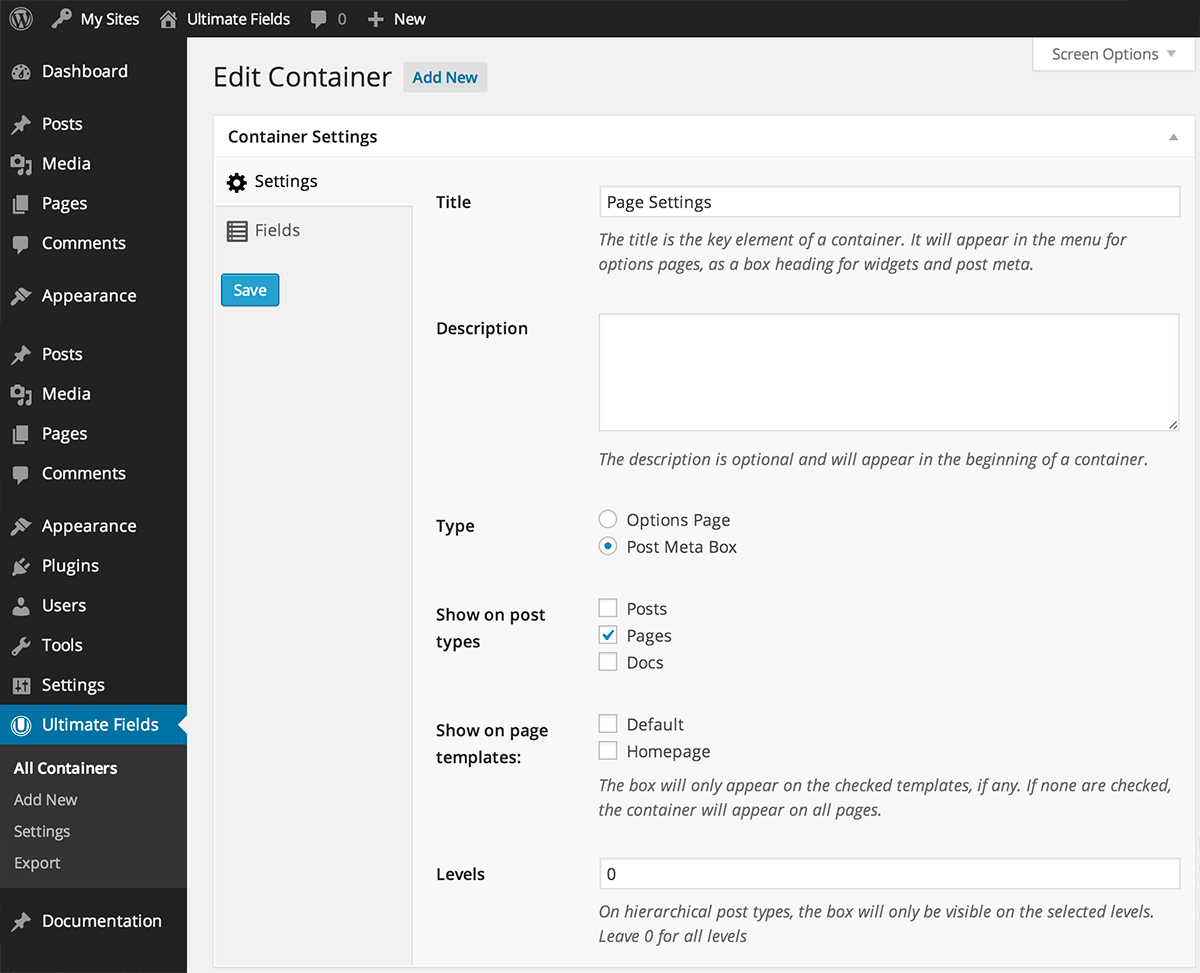 My Sites Ultimate Fields 0 New
Screen Options
Dashboard
Posts
Media
Pages
Comments
Appearance
Posts
Media
Pages
Comments
Appearance
Plugins
Users
Tools
Settings
Ultimate Fields
All Containers
Add New
Settings
Export
Documentation
Edit Container Add New
Container Settings
Settings
Fields
Save
Title
Page Settings
The title is the key element of a container. It will appear in the menu for
options pages, as a box heading for widgets and post meta.
Description
The description is optional and will appear in the beginning of a container.
Type
Options Page
Post Meta Box
Show on post
types
Posts
Pages
Docs
Show on page
templates:
Default
Homepage
The box will only appear on the checked templates, if any. If none are checked,
the container will appear on all pages.
Levels
0
On hierarchical post types, the box will only be visible on the selected levels.
Leave 0 for all levels